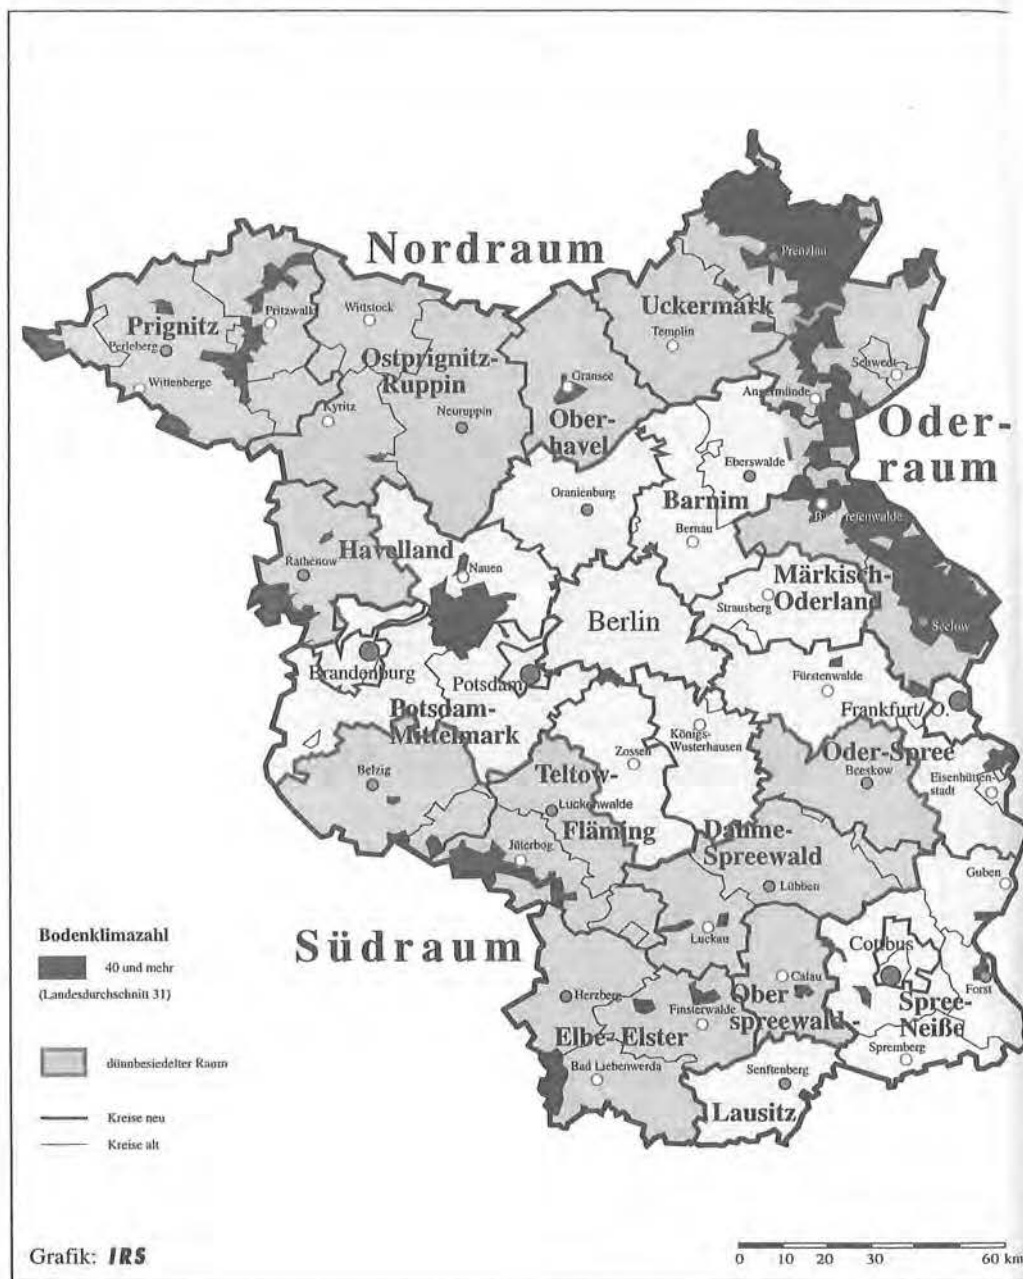 Nordraum
Prenzlau
Uckermark
Templin
Prignitz
Pritzwalk
Wittstock
Perleberg
Wittenberge
Ostprignitz-
Ruppin
Kyritz
Neuruppin
Gransee
Ober-
havel
Schwedt
Angermünde
Oder-
raum
Eberswalde
Barnim
Bernau
Oranienburg
Freienwalde
Havelland
Rathenow
Nauen
Märkisch-
Oderland
Strausberg
Seelow
Berlin
Brandenburg
Potsdam
Potsdam-
Mittelmark
Fürstenwalde
Frankfurt/O.
Königs-
Wusterhausen
Zossen
Oder-Spree
Beeskow
Eisenhütten-
stadt
Belzig
Teltow-
Luckenwalde
Fläming
Jüterbog
Dahme-
Spreewald
Lübben
Guben
Luckau
Südraum
Cottbus
Calau
Forst
Herzberg
Finsterwalde
Ober
spreewald-
Spree-
Neiße
Elbe-Elster
Bad Liebenwerda
Spremberg
Senftenberg
Lausitz
Bodenklimazahl
40 und mehr
(Landesdurchschnitt 31)
dünnbesiedelter Raum
Kreise neu
Kreise alt
Grafik: IRS
0 10 20 30 60 km